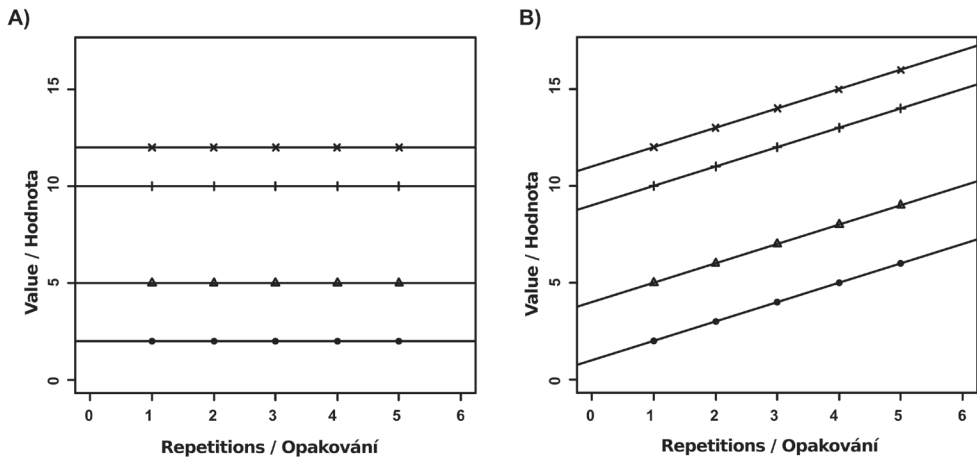 A)
Value / Hodnota
15
10
5
0
0 1 2 3 4 5 6
Repetitions / Opakování
B)
Value / Hodnota
15
10
5
0
0 1 2 3 4 5 6
Repetitions / Opakování